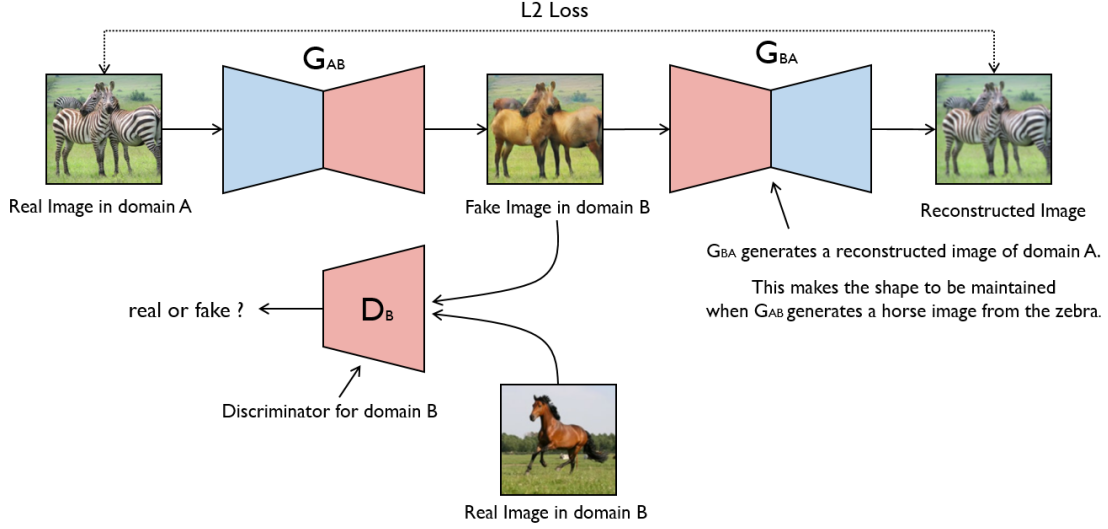 L2 Loss
GAB
GBA
Real Image in domain A
Fake Image in domain B
Reconstructed Image
GBA generates a reconstructed image of domain A.
This makes the shape to be maintained
when GAB generates a horse image from the zebra.
real or fake ?
DB
Discriminator for domain B
Real Image in domain B